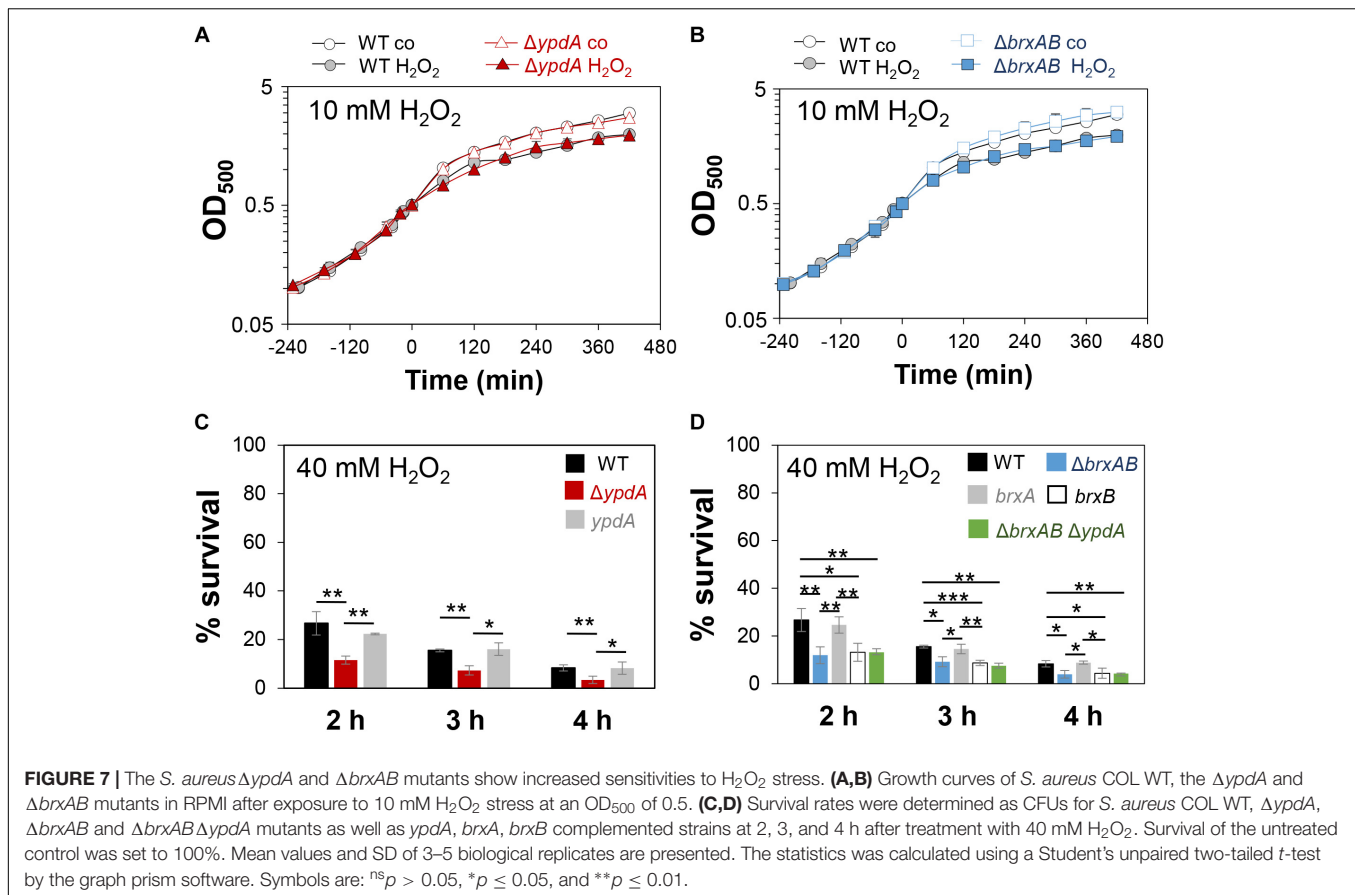 A
WT co
ΔypdA co
WT H₂O₂
ΔypdA H₂O₂
10 mM H₂O₂
OD₅₀₀
5
0.5
0.05
-240 -120 0 120 240 360 480
Time (min)
B
WT co
ΔbrxAB co
WT H₂O₂
ΔbrxAB H₂O₂
10 mM H₂O₂
OD₅₀₀
5
0.5
0.05
-240 -120 0 120 240 360 480
Time (min)
C
40 mM H₂O₂
WT
ΔypdA
ypdA
% survival
100
80
60
40
20
0
** ** ** * ** *
2 h 3 h 4 h
D
40 mM H₂O₂
WT ΔbrxAB
brxA brxB
ΔbrxAB ΔypdA
% survival
100
80
60
40
20
0
** ** **
* *** *
** ** ** * * ** * * *
2 h 3 h 4 h
FIGURE 7 | The S. aureus ΔypdA and ΔbrxAB mutants show increased sensitivities to H₂O₂ stress. (A,B) Growth curves of S. aureus COL WT, the ΔypdA and
ΔbrxAB mutants in RPMI after exposure to 10 mM H₂O₂ stress at an OD₅₀₀ of 0.5. (C,D) Survival rates were determined as CFUs for S. aureus COL WT, ΔypdA,
ΔbrxAB and ΔbrxABΔypdA mutants as well as ypdA, brxA, brxB complemented strains at 2, 3, and 4 h after treatment with 40 mM H₂O₂. Survival of the untreated
control was set to 100%. Mean values and SD of 3–5 biological replicates are presented. The statistics was calculated using a Student's unpaired two-tailed t-test
by the graph prism software. Symbols are: ⁿˢp > 0.05, *p ≤ 0.05, and **p ≤ 0.01.